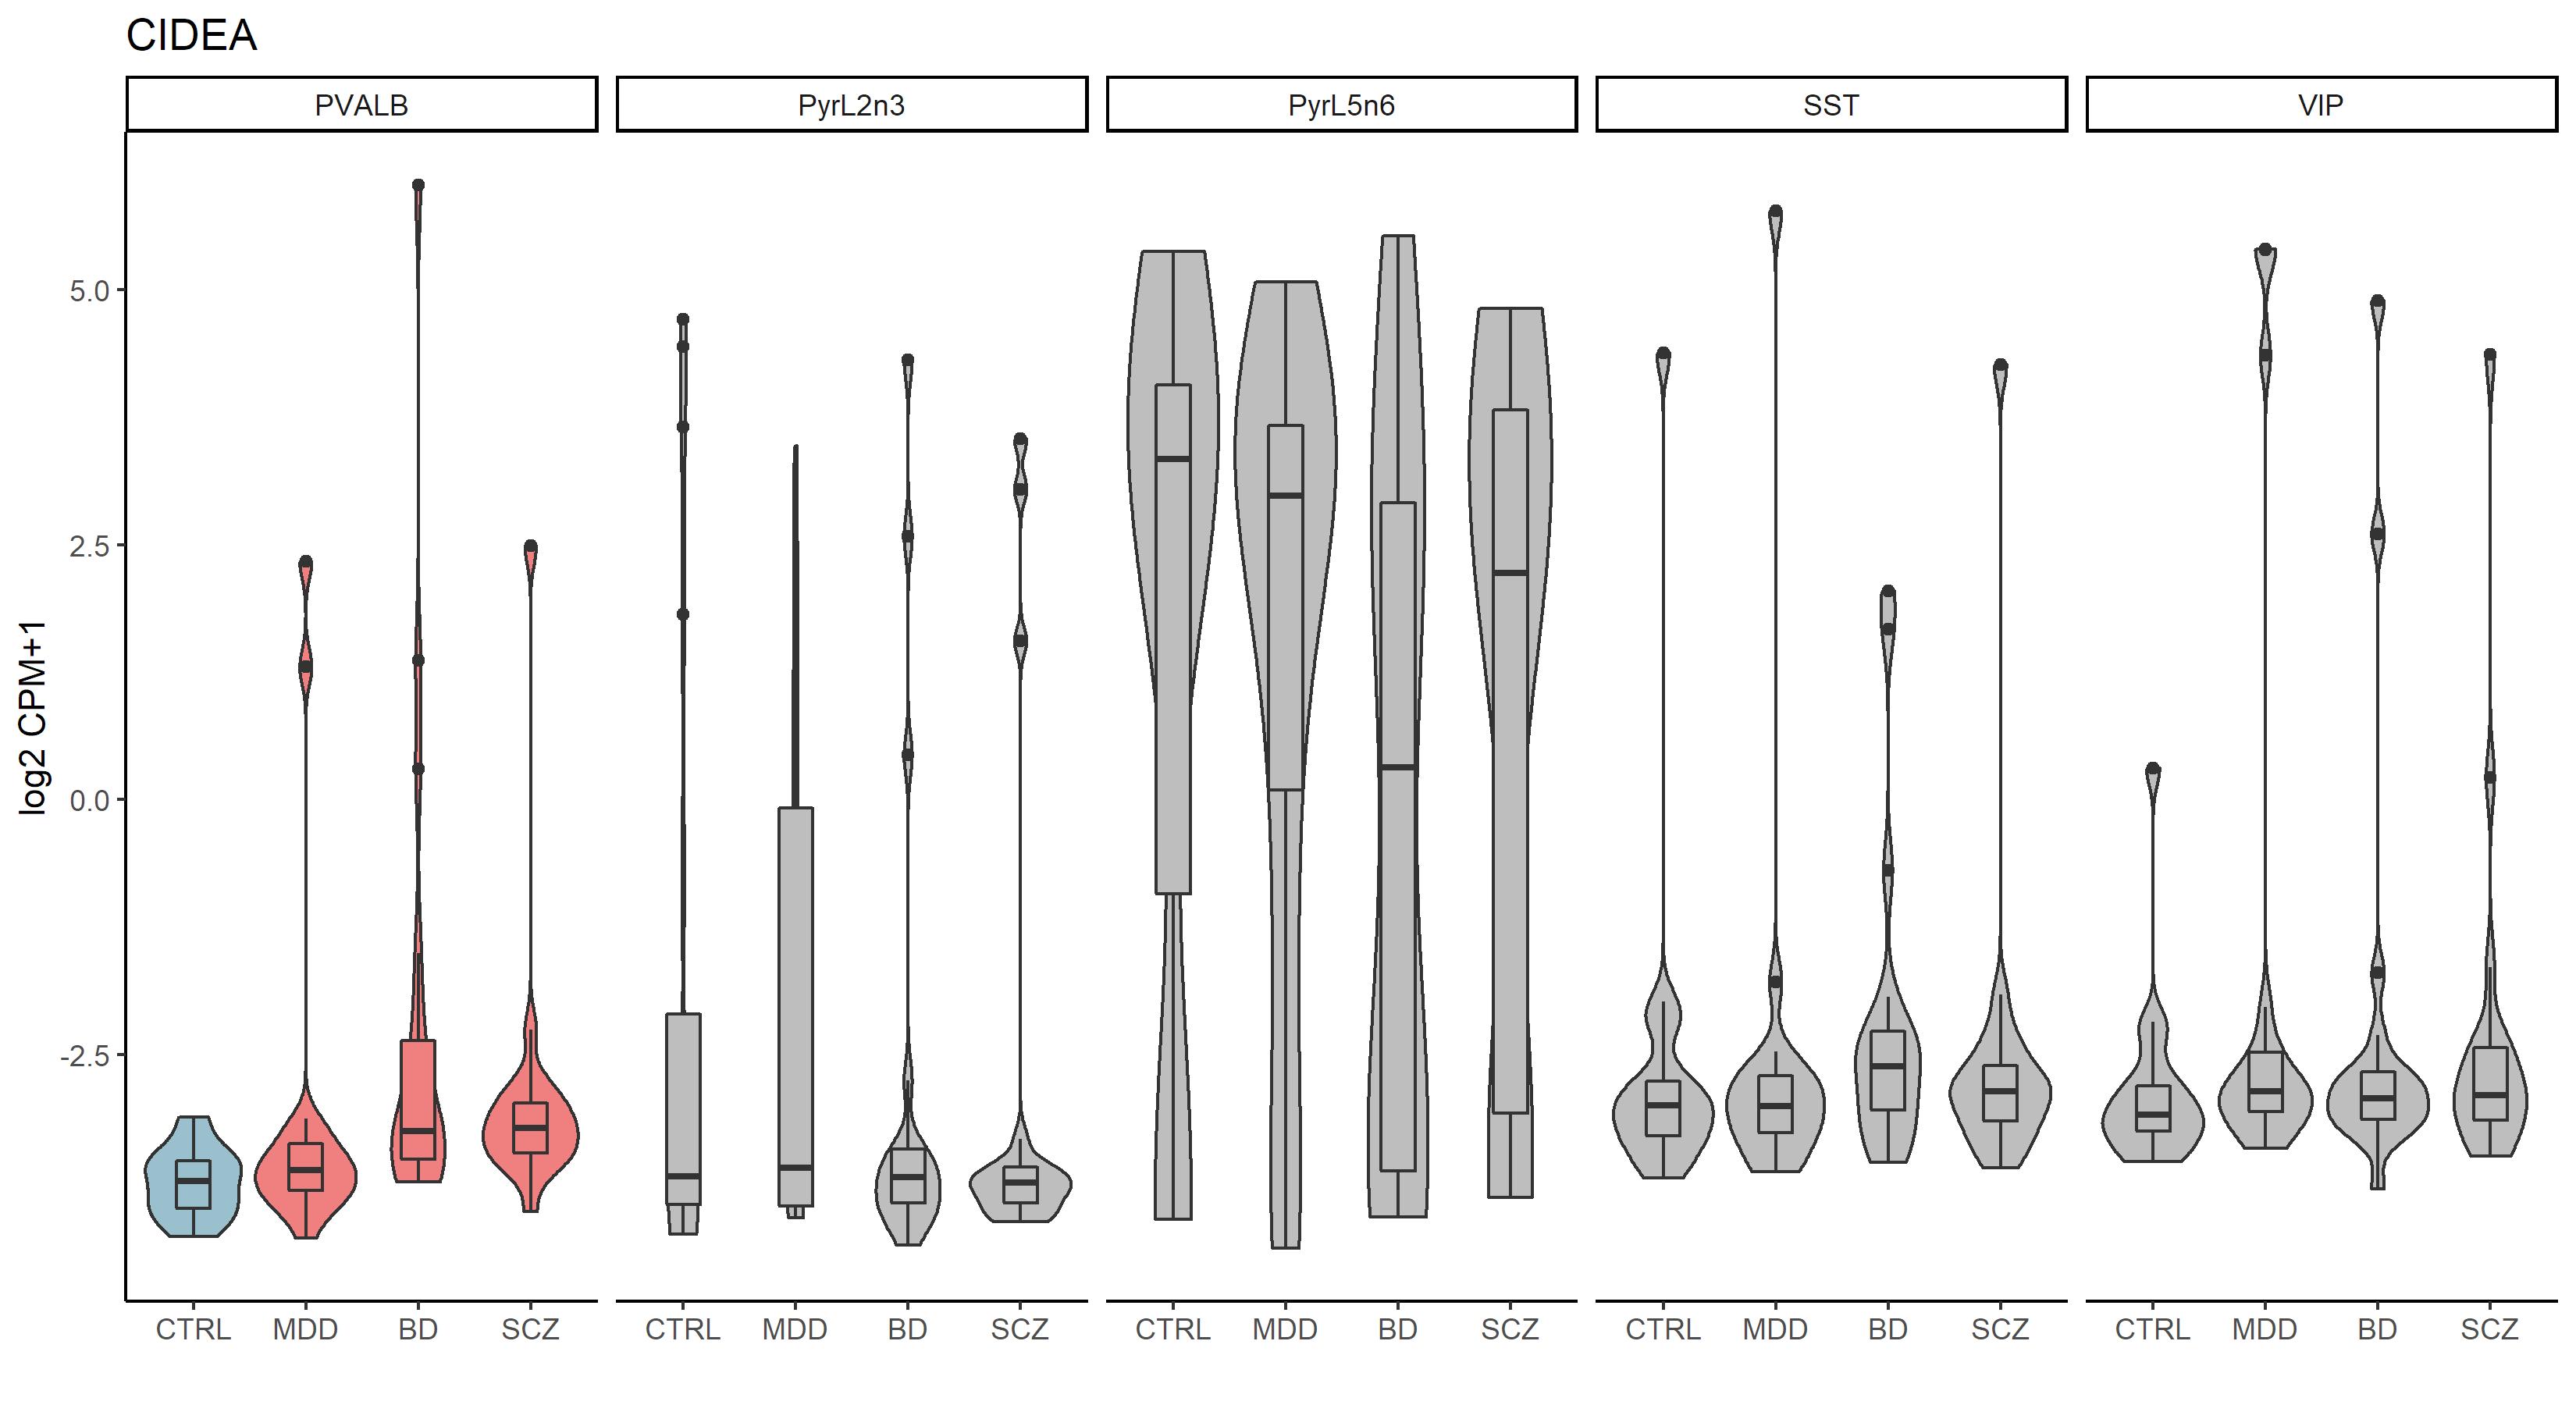 CIDEA
PVALB PyrL2n3 PyrL5n6 SST VIP
log2 CPM+1
5.0
2.5
0.0
-2.5
CTRL MDD BD SCZ CTRL MDD BD SCZ CTRL MDD BD SCZ CTRL MDD BD SCZ CTRL MDD BD SCZ